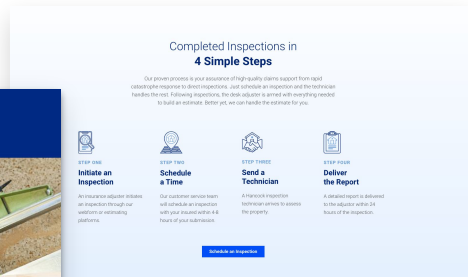 Completed Inspections in
4 Simple Steps
Our proven process is your assurance of high-quality claims support from rapid
catastrophe response to direct inspections. Just schedule an inspection and the technician
handles the rest. Following inspections, the desk adjuster is armed with everything needed
to build an estimate. Better yet, we can handle the estimate for you.
STEP ONE
Initiate an
Inspection
An insurance adjuster initiates
an inspection through our
webform or estimating
platforms.
STEP TWO
Schedule
a Time
Our customer service team
will schedule an inspection
with your insured within 4-8
hours of your submission.
STEP THREE
Send a
Technician
A Hancock inspection
technician arrives to assess
the property.
STEP FOUR
Deliver
the Report
A detailed report is delivered
to the adjuster within 24
hours of the inspection.
Schedule an Inspection